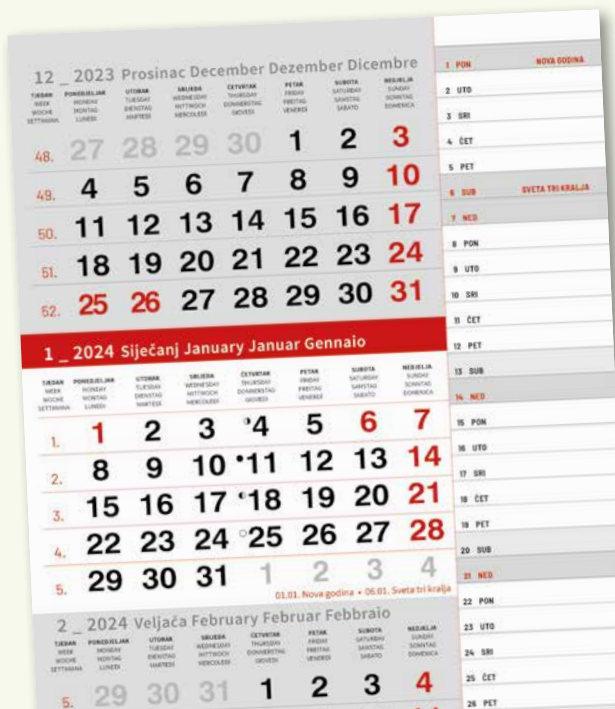 12 _ 2023 Prosinac December Dezember Dicembre
TJEDAN PONEDJELJAK UTORAK SRIJEDA ČETVRTAK PETAK SUBOTA NEDJELJA
WEEK MONDAY TUESDAY WEDNESDAY THURSDAY FRIDAY SATURDAY SUNDAY
WOCHE MONTAG DIENSTAG MITTWOCH DONNERSTAG FREITAG SAMSTAG SONNTAG
SETTIMANA LUNEDI MARTEDI MERCOLEDI GIOVEDI VENERDI SABATO DOMENICA
48. 27 28 29 30 1 2 3
49. 4 5 6 7 8 9 10
50. 11 12 13 14 15 16 17
51. 18 19 20 21 22 23 24
52. 25 26 27 28 29 30 31
1 _ 2024 Siječanj January Januar Gennaio
TJEDAN PONEDJELJAK UTORAK SRIJEDA ČETVRTAK PETAK SUBOTA NEDJELJA
WEEK MONDAY TUESDAY WEDNESDAY THURSDAY FRIDAY SATURDAY SUNDAY
WOCHE MONTAG DIENSTAG MITTWOCH DONNERSTAG FREITAG SAMSTAG SONNTAG
SETTIMANA LUNEDI MARTEDI MERCOLEDI GIOVEDI VENERDI SABATO DOMENICA
1. 1 2 3 4 5 6 7
2. 8 9 10 11 12 13 14
3. 15 16 17 18 19 20 21
4. 22 23 24 25 26 27 28
5. 29 30 31 1 2 3 4
01.01. Nova godina • 06.01. Sveta tri kralja
2 _ 2024 Veljača February Februar Febbraio
TJEDAN PONEDJELJAK UTORAK SRIJEDA ČETVRTAK PETAK SUBOTA NEDJELJA
WEEK MONDAY TUESDAY WEDNESDAY THURSDAY FRIDAY SATURDAY SUNDAY
WOCHE MONTAG DIENSTAG MITTWOCH DONNERSTAG FREITAG SAMSTAG SONNTAG
SETTIMANA LUNEDI MARTEDI MERCOLEDI GIOVEDI VENERDI SABATO DOMENICA
5. 29 30 31 1 2 3 4
1 PON NOVA GODINA
2 UTO
3 SRI
4 ČET
5 PET
6 SUB SVETA TRI KRALJA
7 NED
8 PON
9 UTO
10 SRI
11 ČET
12 PET
13 SUB
14 NED
15 PON
16 UTO
17 SRI
18 ČET
19 PET
20 SUB
21 NED
22 PON
23 UTO
24 SRI
25 ČET
26 PET